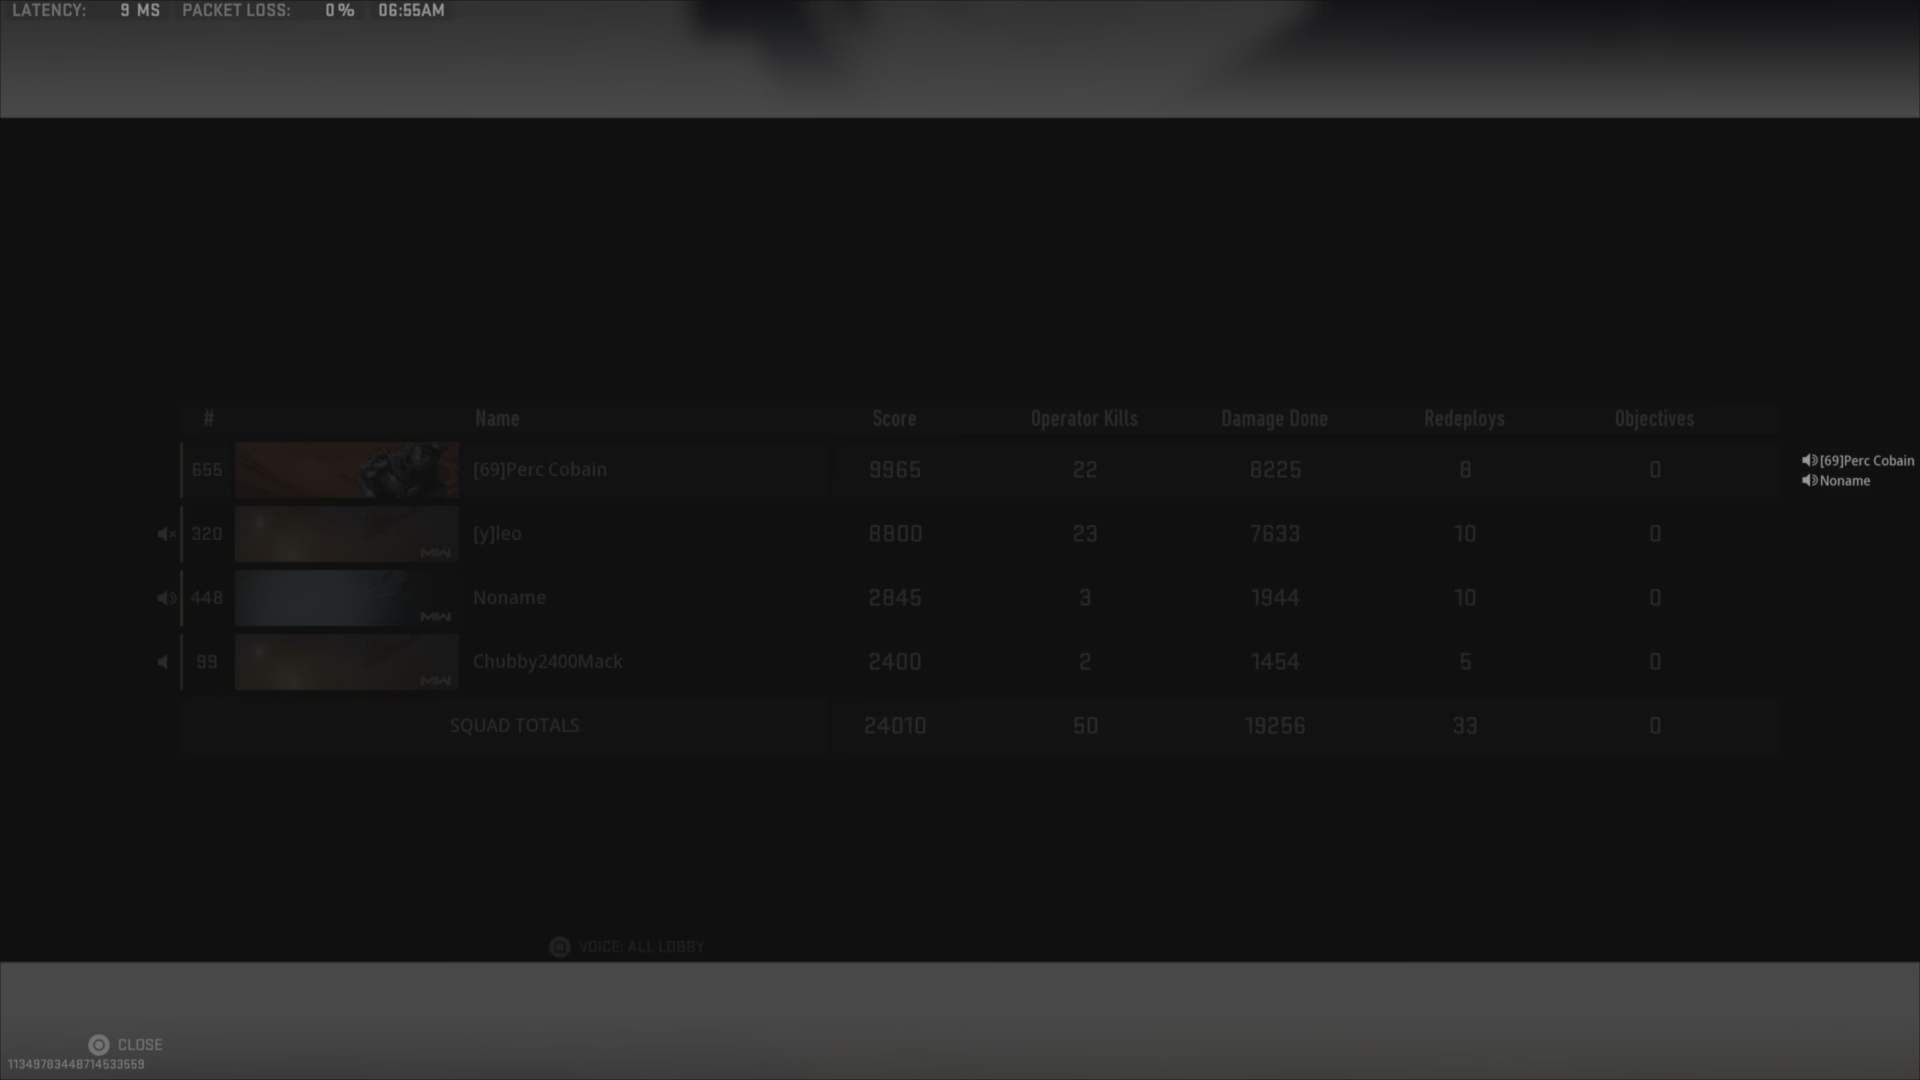 LATENCY: 9 MS PACKET LOSS: 0% 06:55AM
# Name Score Operator Kills Damage Done Redeploys Objectives
655 [69]Perc Cobain 9965 22 8225 8 0
[69]Perc Cobain
Noname
320 MW [y]leo 8800 23 7633 10 0
448 MW Noname 2845 3 1944 10 0
99 MW Chubby2400Mack 2400 2 1454 5 0
SQUAD TOTALS 24010 50 19256 33 0
VOICE: ALL LOBBY
CLOSE
11349783448714533559